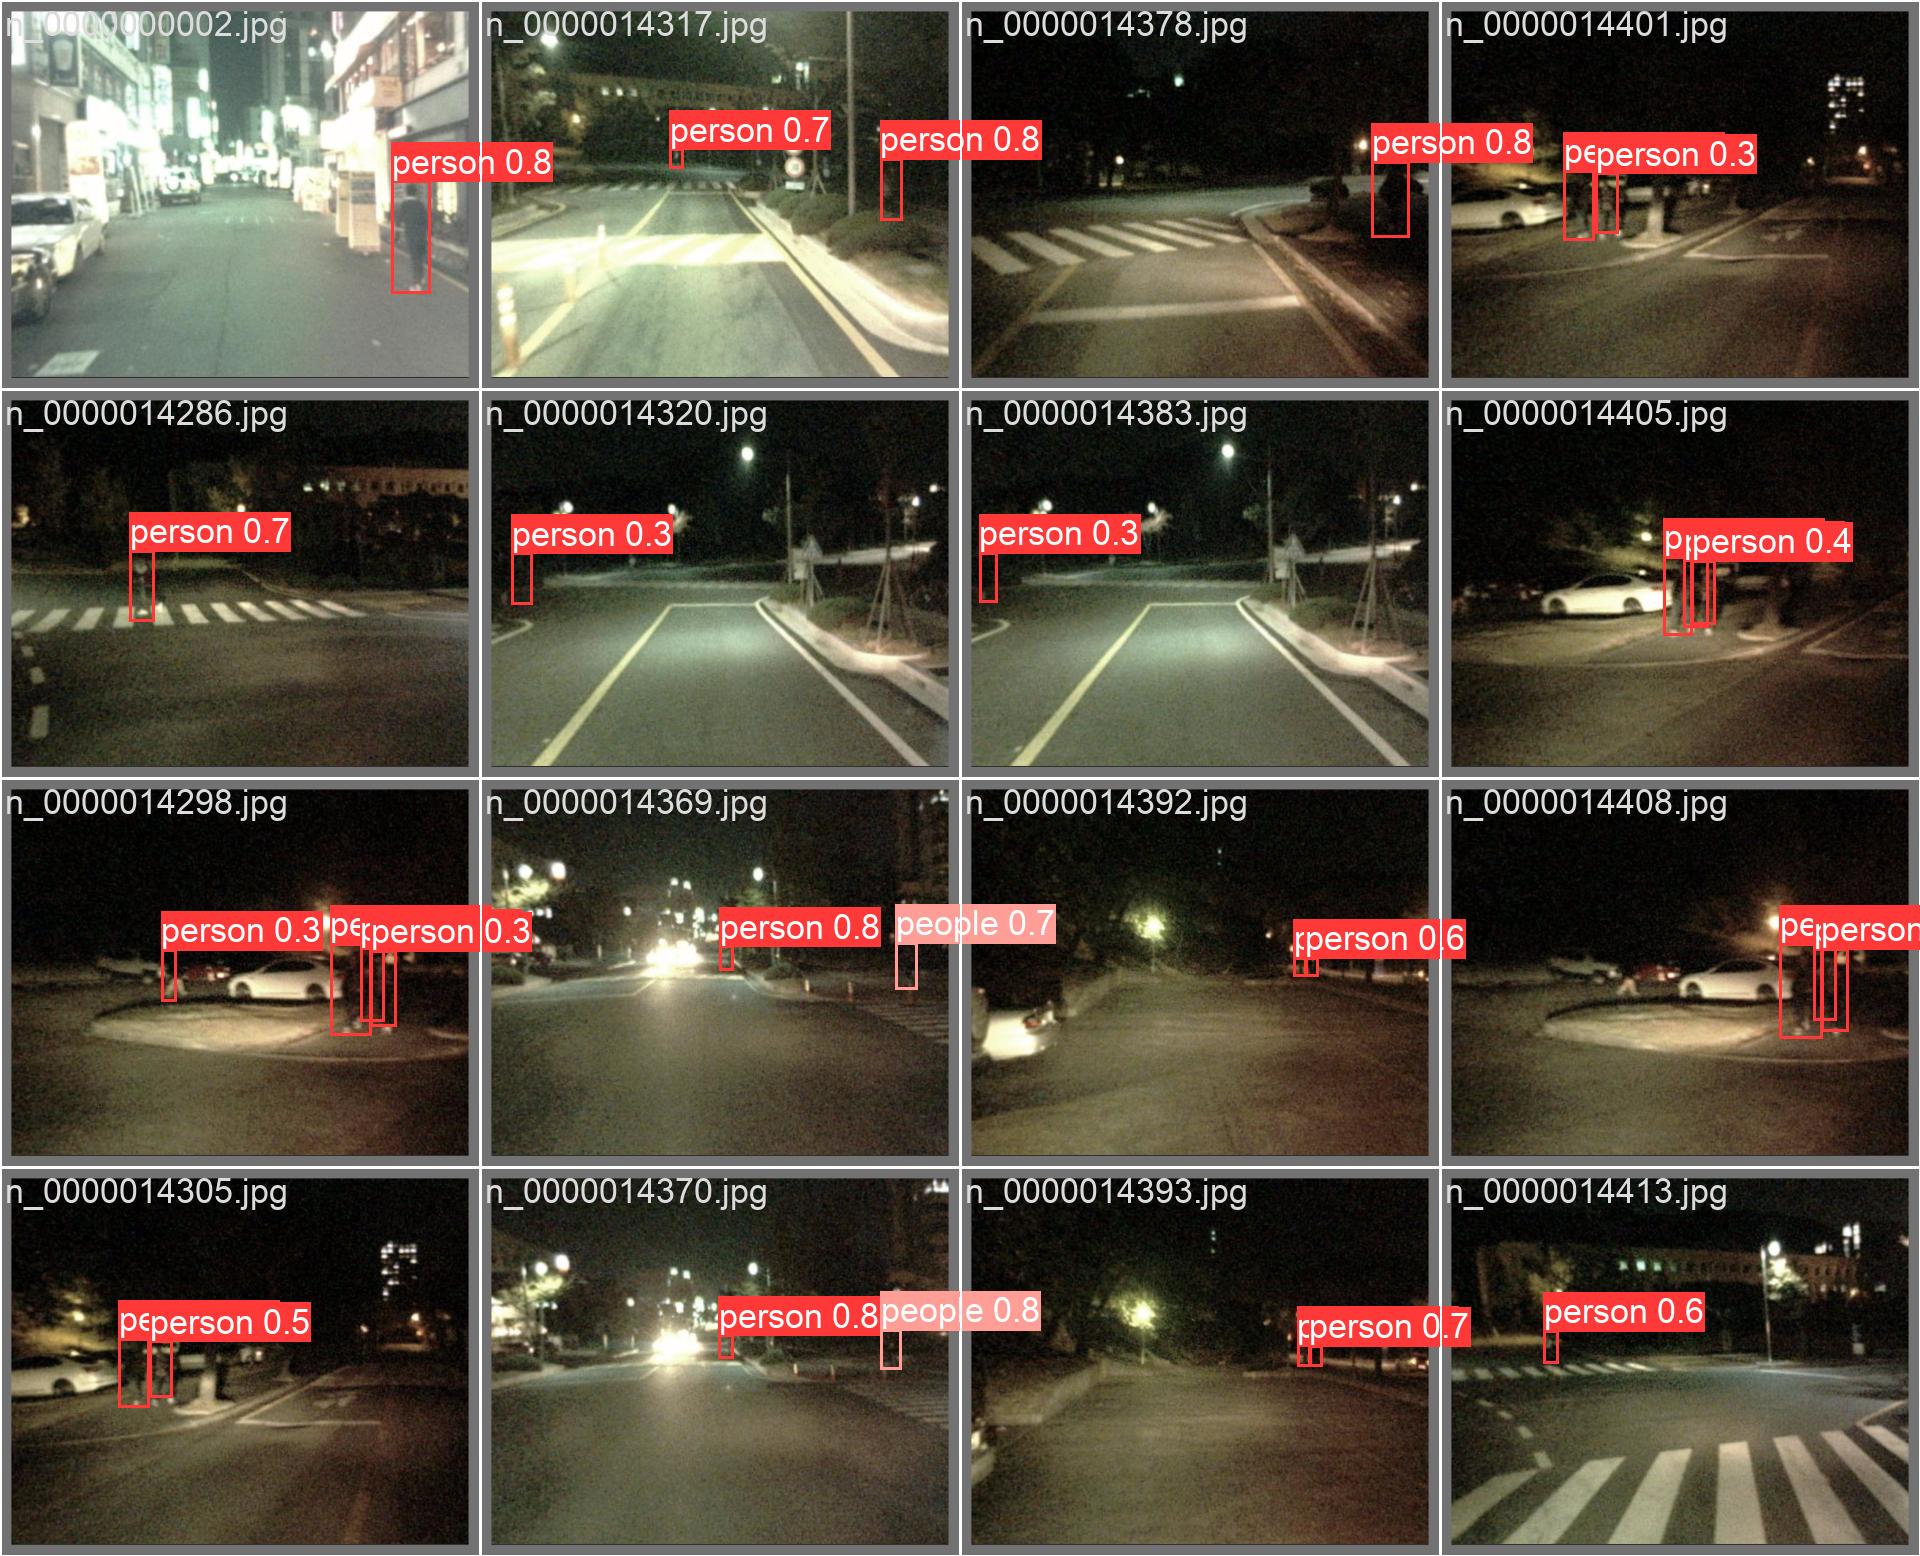 n_0000000002.jpg
person 0.8
n_0000014317.jpg
person 0.7
person 0.8
n_0000014378.jpg
person 0.8
n_0000014401.jpg
pe
person 0.3
n_0000014286.jpg
person 0.7
n_0000014320.jpg
person 0.3
n_0000014383.jpg
person 0.3
n_0000014405.jpg
p
person 0.4
n_0000014298.jpg
person 0.3
pe
person 0.3
n_0000014369.jpg
person 0.8
people 0.7
n_0000014392.jpg
person 0.6
n_0000014408.jpg
pe
person
n_0000014305.jpg
pe
person 0.5
n_0000014370.jpg
person 0.8
people 0.8
n_0000014393.jpg
person 0.7
n_0000014413.jpg
person 0.6